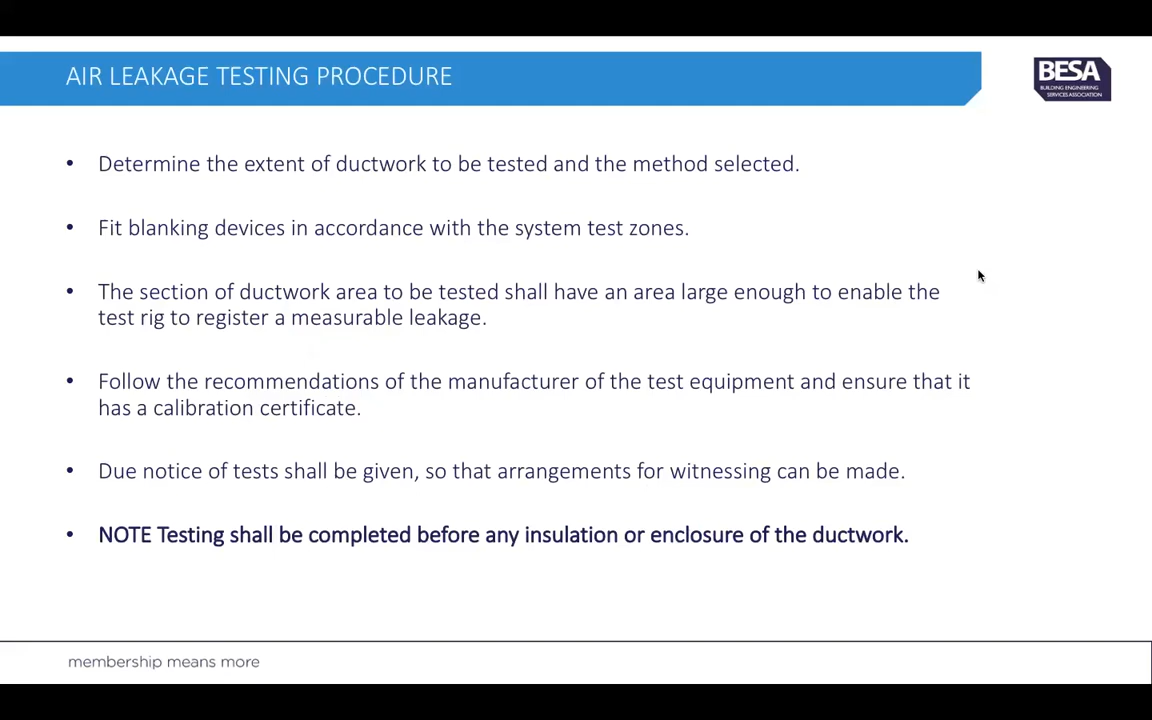 AIR LEAKAGE TESTING PROCEDURE
BESA
BUILDING ENGINEERING
SERVICES ASSOCIATION
• Determine the extent of ductwork to be tested and the method selected.
• Fit blanking devices in accordance with the system test zones.
• The section of ductwork area to be tested shall have an area large enough to enable the
test rig to register a measurable leakage.
• Follow the recommendations of the manufacturer of the test equipment and ensure that it
has a calibration certificate.
• Due notice of tests shall be given, so that arrangements for witnessing can be made.
• NOTE Testing shall be completed before any insulation or enclosure of the ductwork.
membership means more